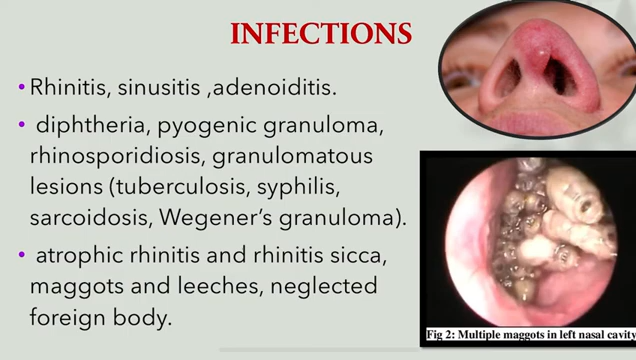 INFECTIONS
• Rhinitis, sinusitis ,adenoiditis.
• diphtheria, pyogenic granuloma,
rhinosporidiosis, granulomatous
lesions (tuberculosis, syphilis,
sarcoidosis, Wegener's granuloma).
• atrophic rhinitis and rhinitis sicca,
maggots and leeches, neglected
foreign body.
Fig 2: Multiple maggots in left nasal cavity